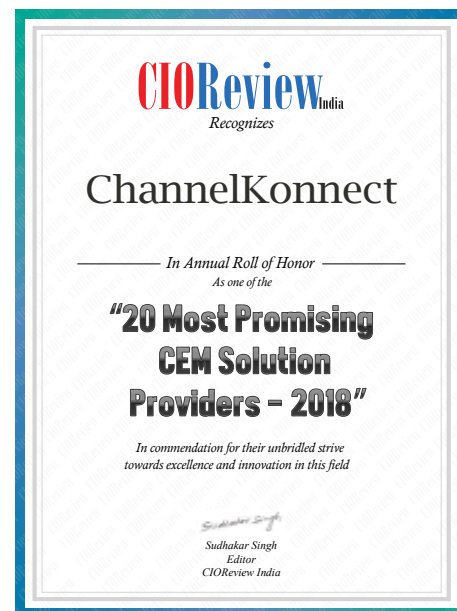 CIOReview India
Recognizes
ChannelKonnect
In Annual Roll of Honor
As one of the
“20 Most Promising
CEM Solution
Providers – 2018”
In commendation for their unbridled strive
towards excellence and innovation in this field
Sudhakar Singh
Sudhakar Singh
Editor
CIOReview India